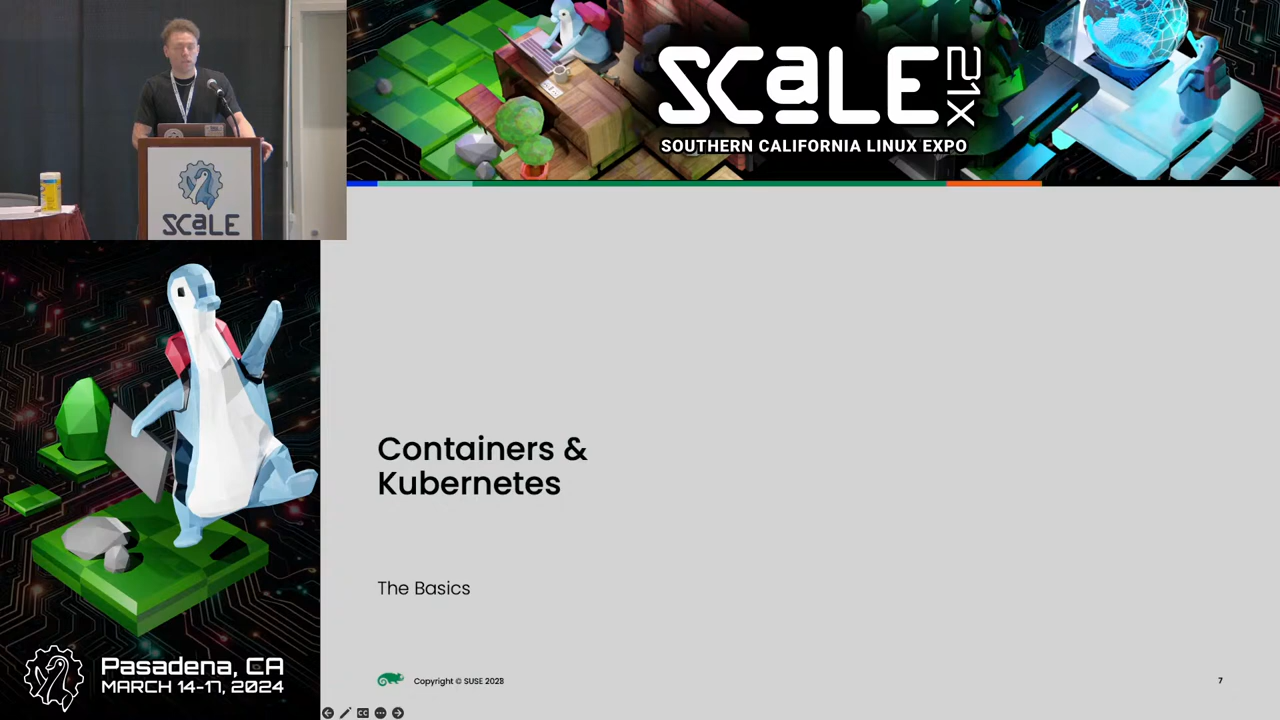 SCaLE
21X
SOUTHERN CALIFORNIA LINUX EXPO
SCaLE
Containers &
Kubernetes
The Basics
Pasadena, CA
MARCH 14-17, 2024
Copyright © SUSE 2023
7
CC